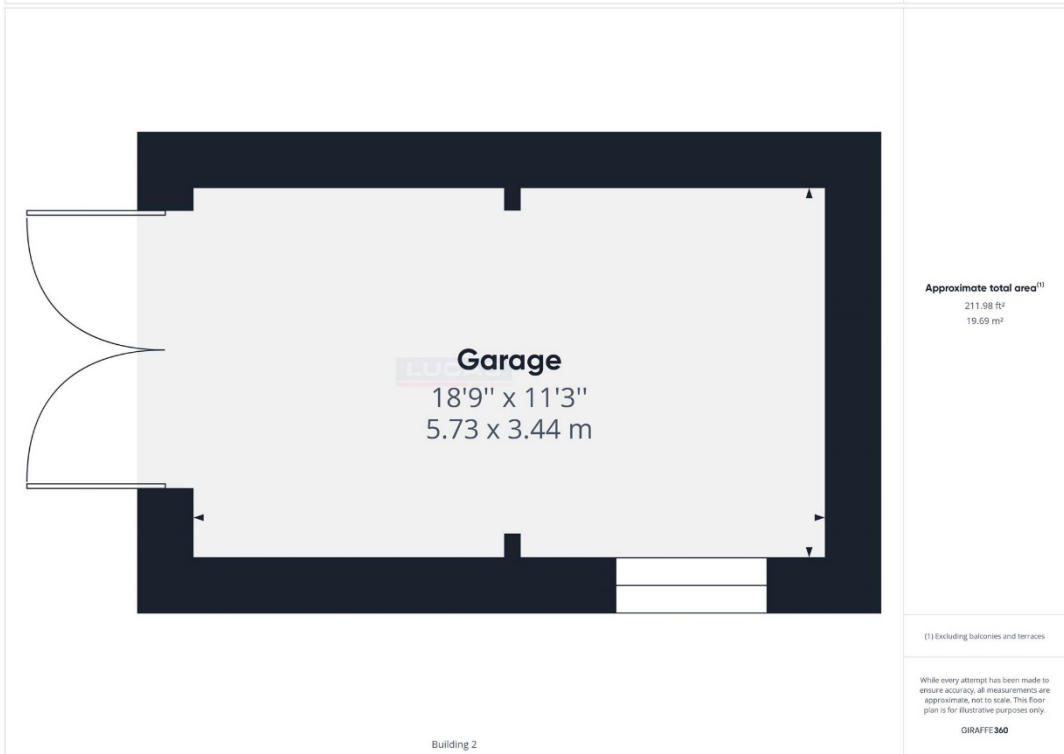 Garage
18'9" x 11'3"
5.73 x 3.44 m
Building 2
Approximate total area(1)
211.98 ft²
19.69 m²
(1) Excluding balconies and terraces
While every attempt has been made to
ensure accuracy, all measurements are
approximate, not to scale. This floor
plan is for illustrative purposes only.
GIRAFFE360